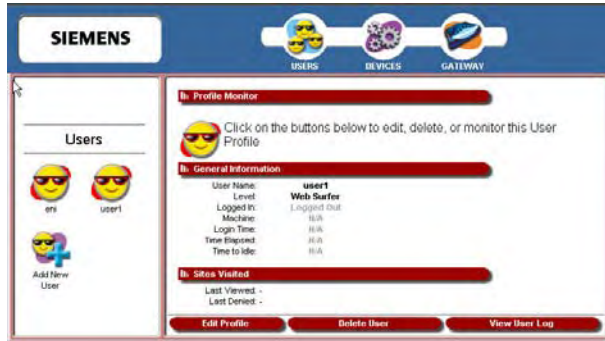 SIEMENS
USERS
DEVICES
GATEWAY
Users
eni
user1
Add New
User
Profile Monitor
Click on the buttons below to edit, delete, or monitor this User
Profile
General Information
User Name: user1
Level: Web Surfer
Logged In: Logged Out
Machine: N/A
Login Time: N/A
Time Elapsed: N/A
Time to Idle: N/A
Sites Visited
Last Viewed: -
Last Denied: -
Edit Profile
Delete User
View User Log